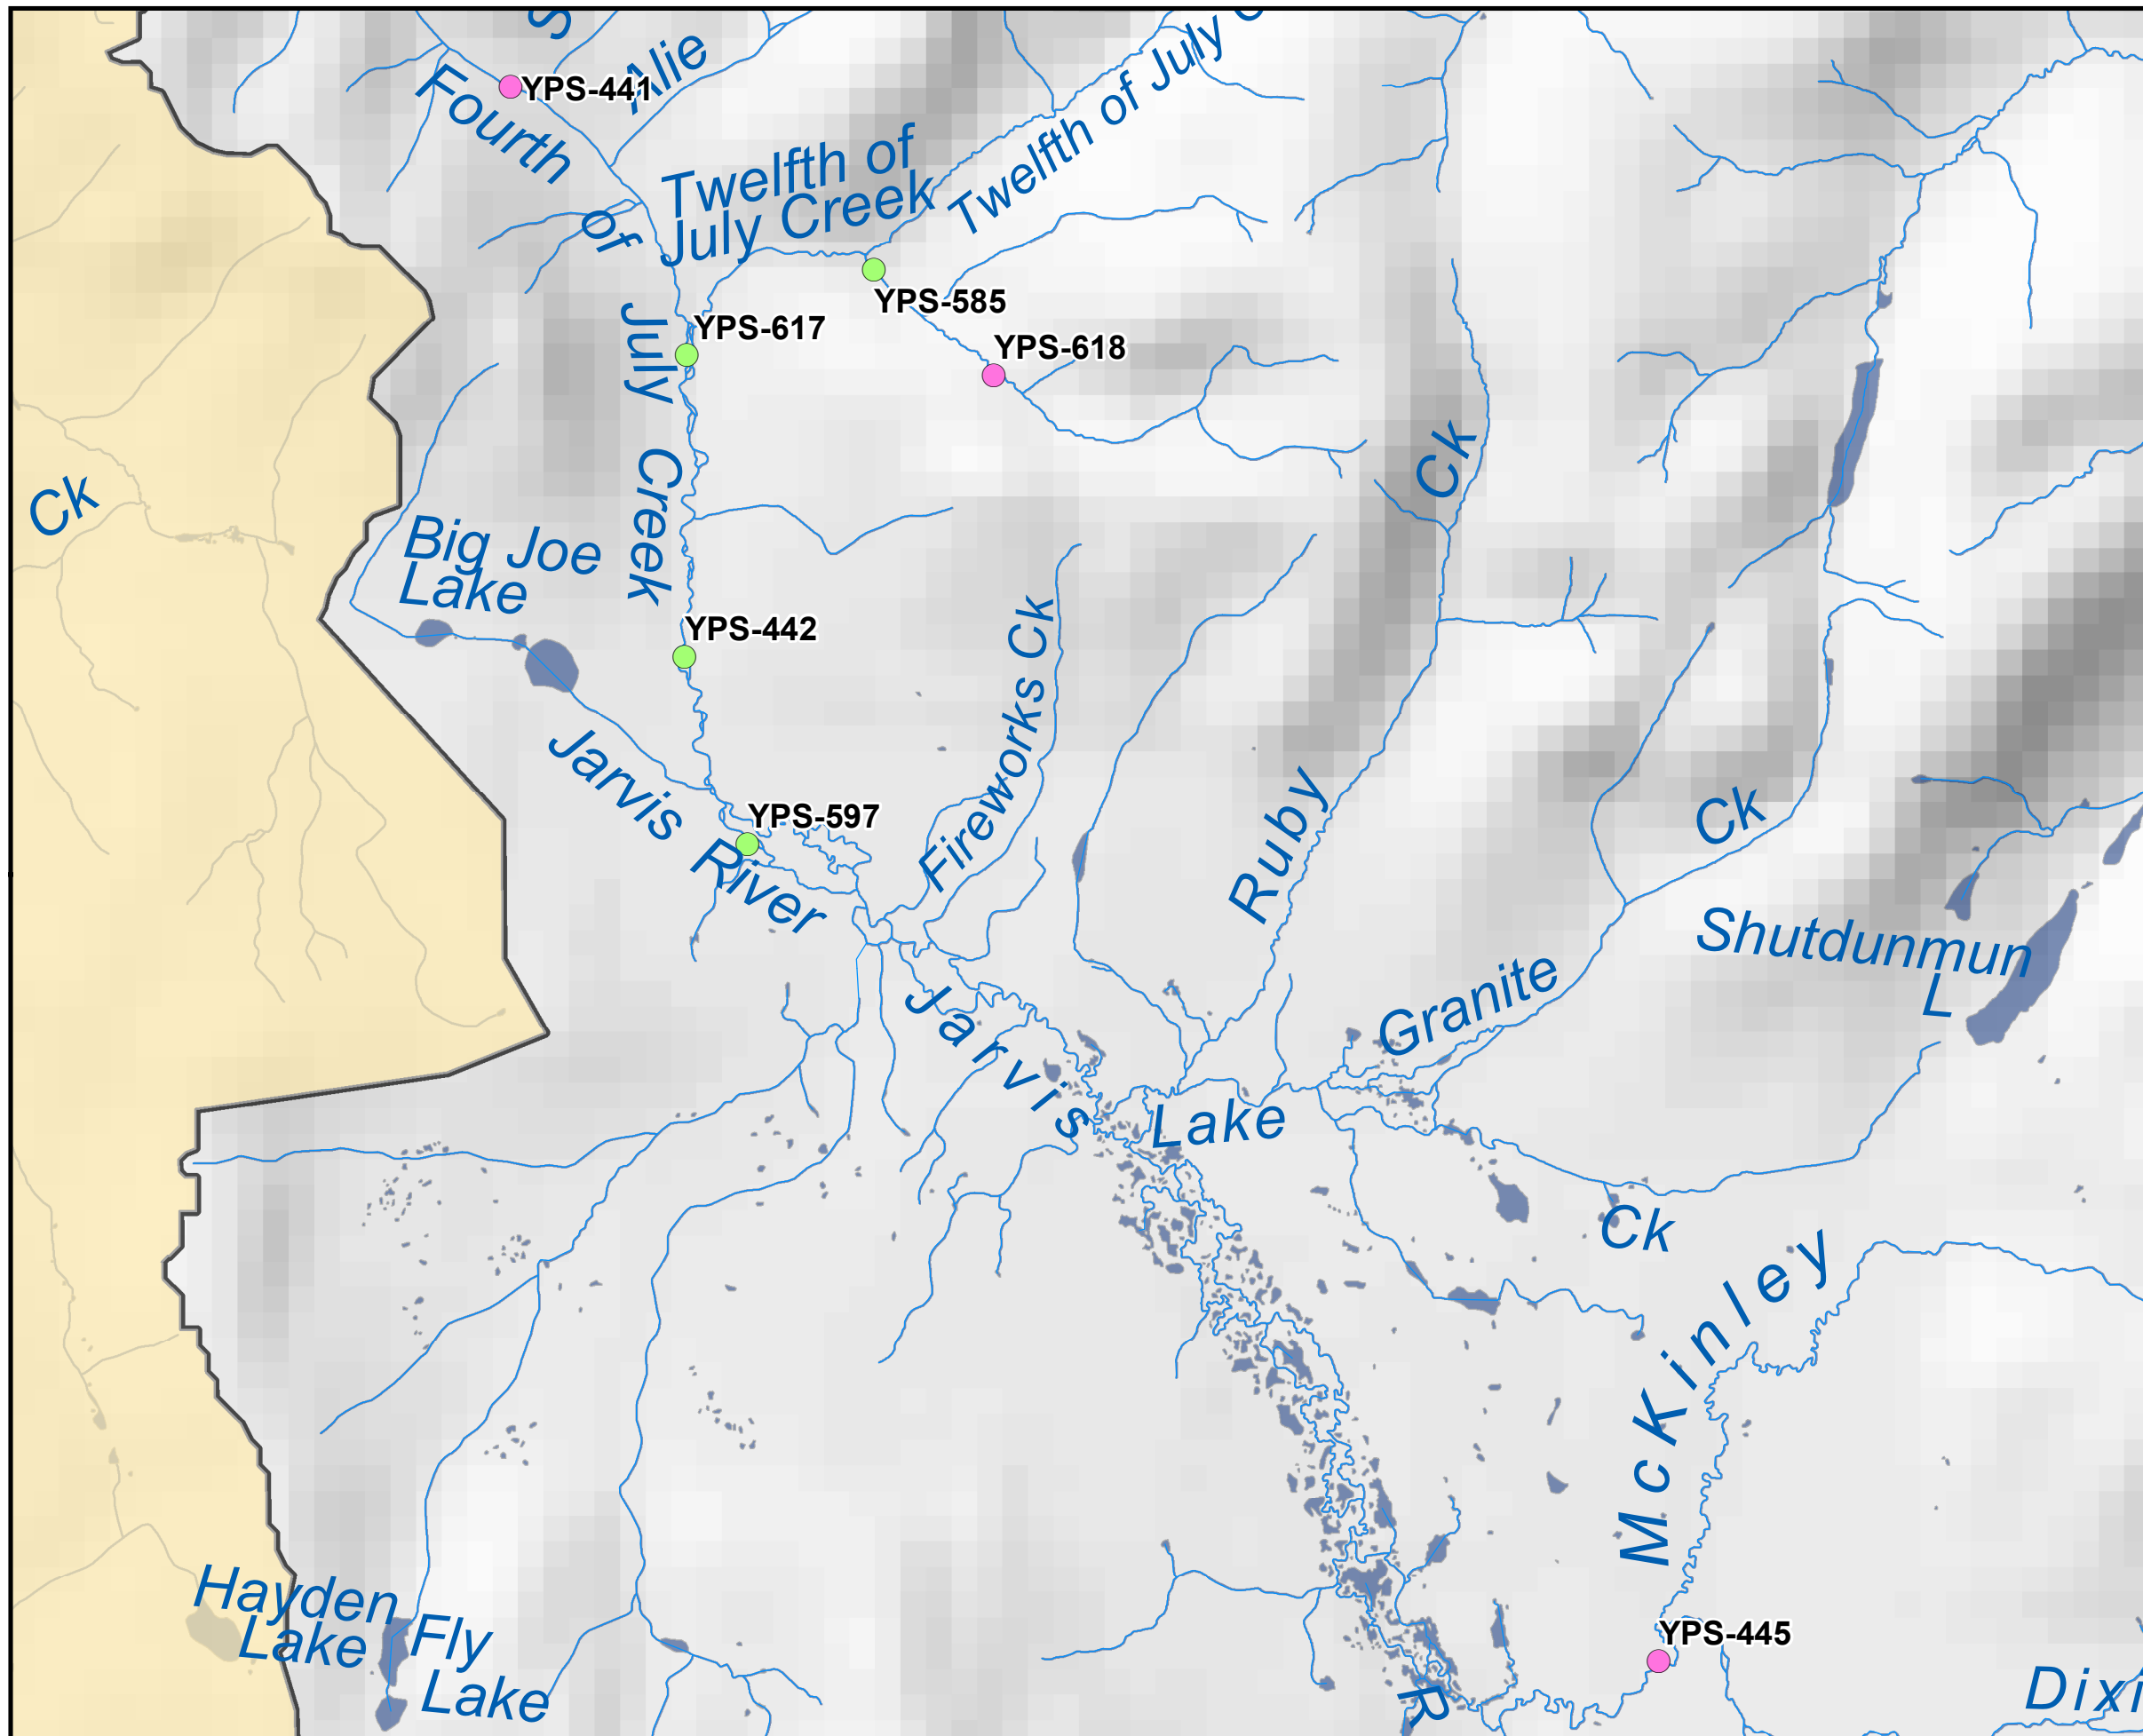 S
Alie
YPS-441
Fourth
of
July
Creek
Twelfth of
July Creek
Twelfth of July C
YPS-585
YPS-617
YPS-618
Ck
Ck
Big Joe
Lake
YPS-442
Fireworks Ck
Jarvis
River
YPS-597
Ruby
Ck
Shutdunmun
L
Granite
Jarvis
Lake
Ck
McKinley
Hayden
Lake
Fly
Lake
R
YPS-445
Dixi